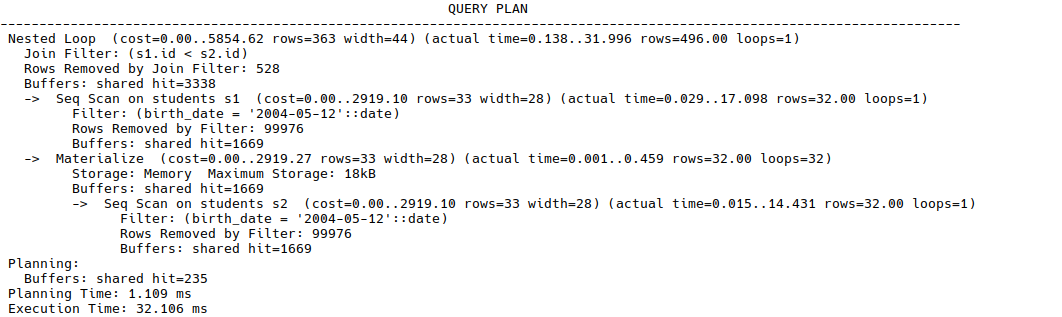 QUERY PLAN
------------------------------------------------------------------------------------------------------------------------
Nested Loop  (cost=0.00..5854.62 rows=363 width=44) (actual time=0.138..31.996 rows=496.00 loops=1)
  Join Filter: (s1.id < s2.id)
  Rows Removed by Join Filter: 528
  Buffers: shared hit=3338
  ->  Seq Scan on students s1  (cost=0.00..2919.10 rows=33 width=28) (actual time=0.029..17.098 rows=32.00 loops=1)
        Filter: (birth_date = '2004-05-12'::date)
        Rows Removed by Filter: 99976
        Buffers: shared hit=1669
  ->  Materialize  (cost=0.00..2919.27 rows=33 width=28) (actual time=0.001..0.459 rows=32.00 loops=32)
        Storage: Memory  Maximum Storage: 18kB
        Buffers: shared hit=1669
        ->  Seq Scan on students s2  (cost=0.00..2919.10 rows=33 width=28) (actual time=0.015..14.431 rows=32.00 loops=1)
              Filter: (birth_date = '2004-05-12'::date)
              Rows Removed by Filter: 99976
              Buffers: shared hit=1669
Planning:
  Buffers: shared hit=235
Planning Time: 1.109 ms
Execution Time: 32.106 ms